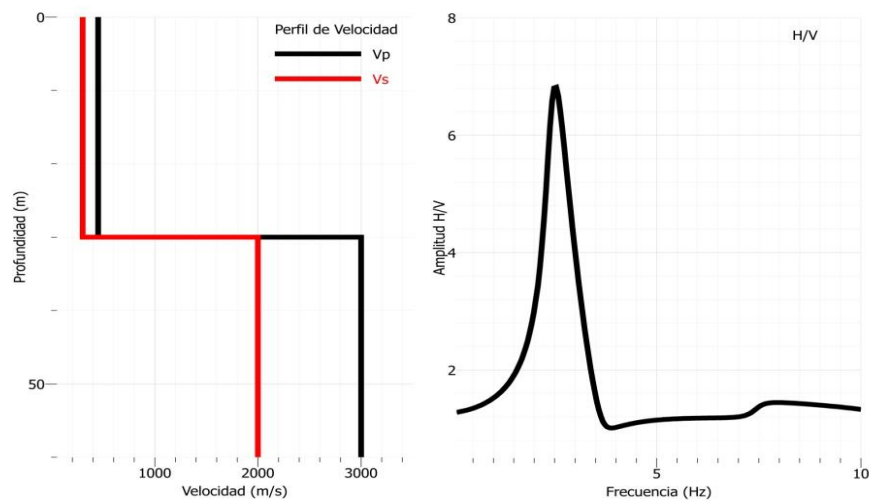 Perfil de Velocidad
Vp
Vs
0
50
Profundidad (m)
1000
2000
3000
Velocidad (m/s)
H/V
8
6
4
2
Amplitud H/V
5
10
Frecuencia (Hz)